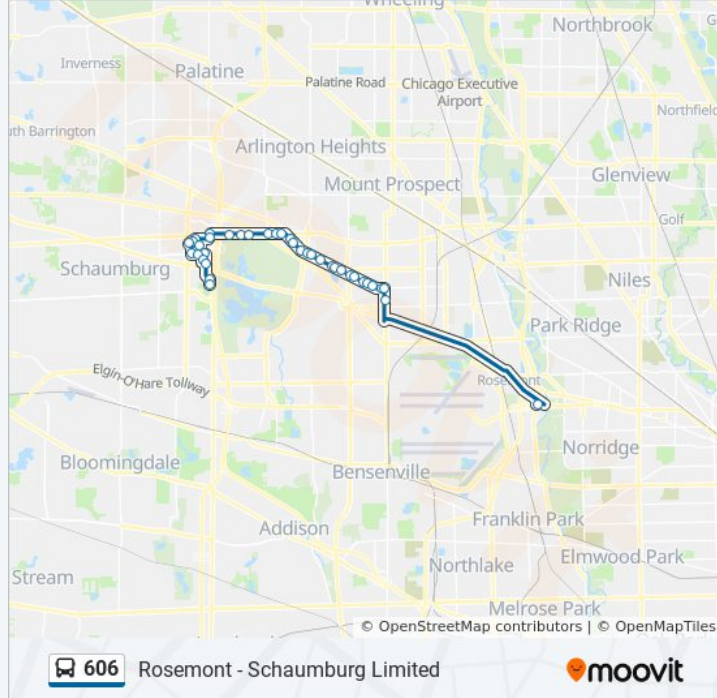 Wheeling
Northbrook
Inverness
Palatine
Palatine Road
Chicago Executive
Airport
Northfield
uth Barrington
Arlington Heights
Glenview
Mount Prospect
Golf
Schaumburg
Niles
Park Ridge
Elgin-O'Hare Tollway
Rosemont
Norridge
Bloomingdale
Bensenville
Franklin Park
Addison
Elmwood Park
Northlake
Stream
Melrose Park
© OpenStreetMap contributors | © OpenMapTiles
606 Rosemont - Schaumburg Limited
moovit